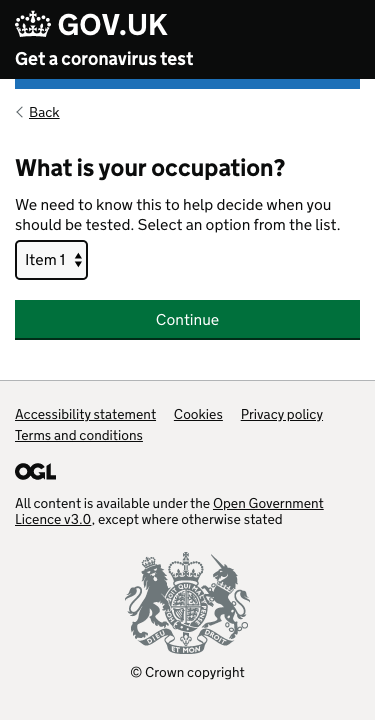 GOV.UK
Get a coronavirus test
Back
What is your occupation?
We need to know this to help decide when you
should be tested. Select an option from the list.
Item 1
Continue
Accessibility statement Cookies Privacy policy
Terms and conditions
OGL
All content is available under the Open Government
Licence v3.0, except where otherwise stated
DIEU ET MON
© Crown copyright